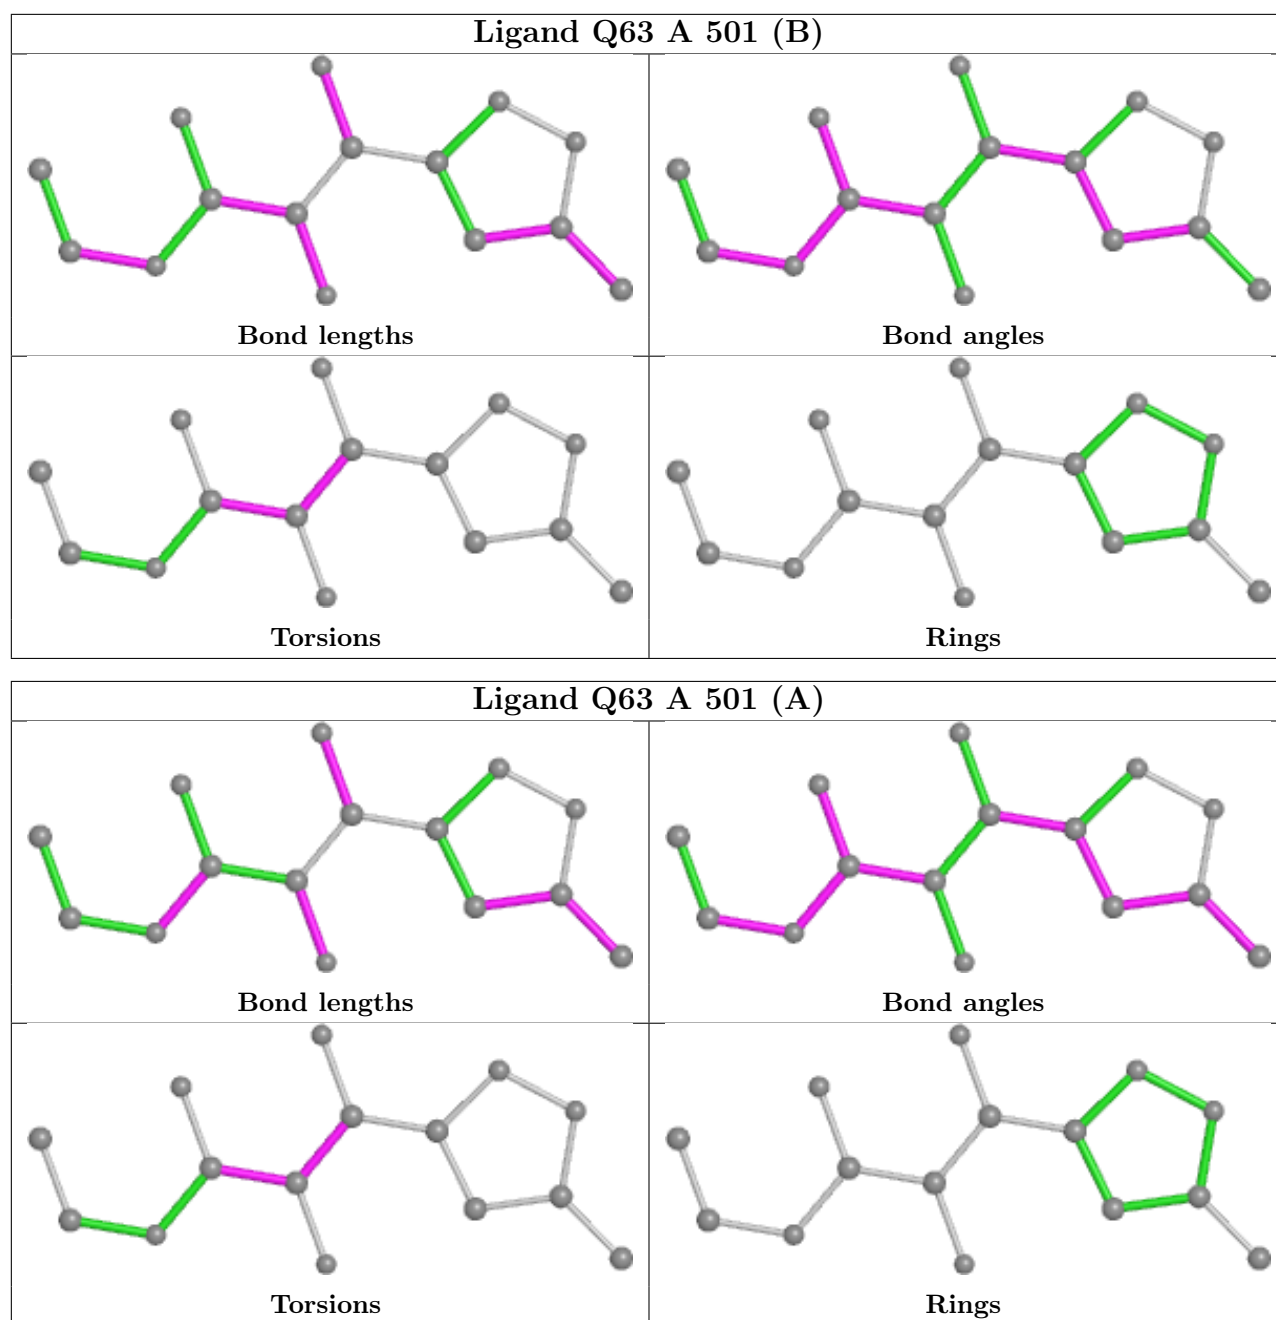 Ligand Q63 A 501 (B)
Bond lengths
Bond angles
Torsions
Rings
Ligand Q63 A 501 (A)
Bond lengths
Bond angles
Torsions
Rings